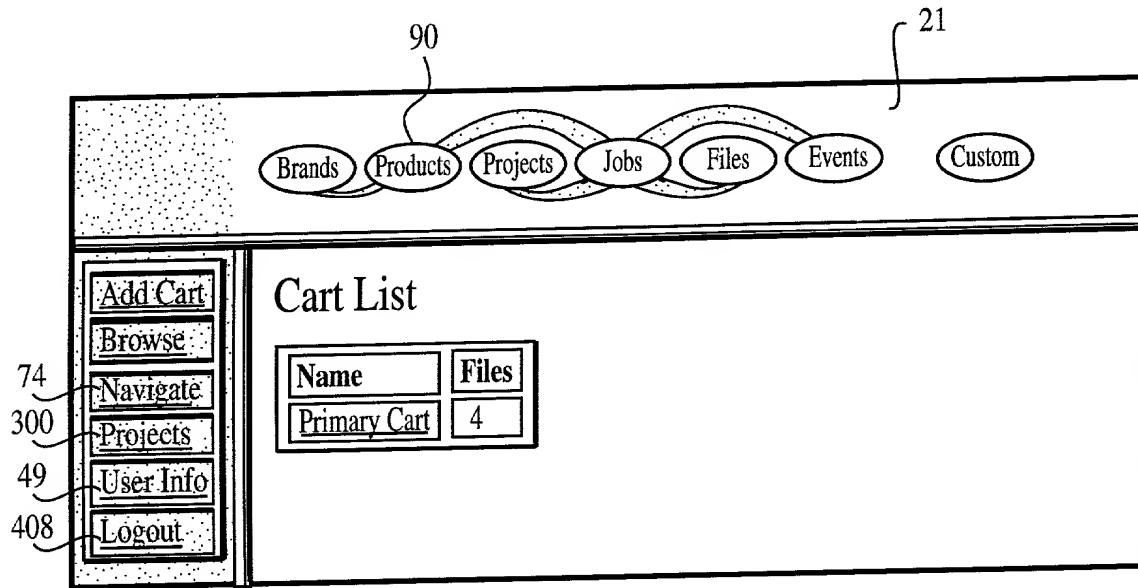 90
21
Brands Products Projects Jobs Files Events Custom
Add Cart
Browse
74 Navigate
300 Projects
49 User Info
408 Logout
Cart List
Name Files
Primary Cart 4